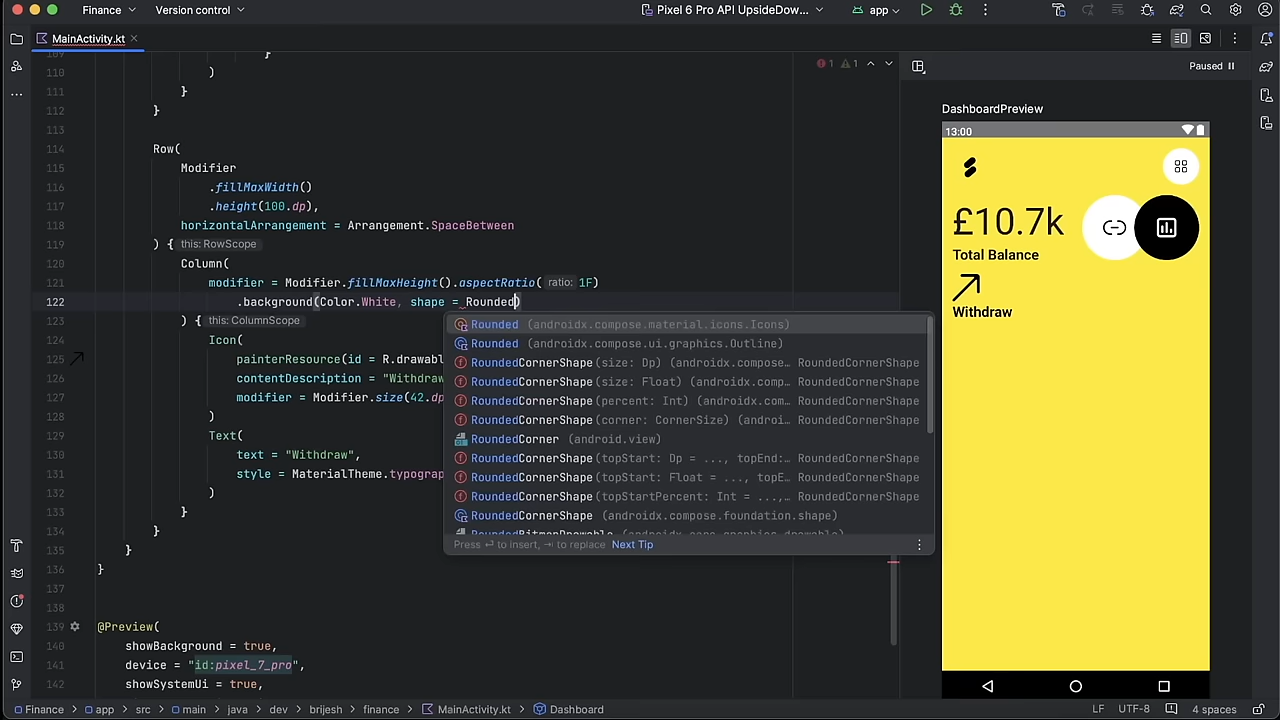 Finance
Version control
Pixel 6 Pro API UpsideDow...
app
MainActivity.kt
1
1
Paused
109 }
110 )
111 }
112 }
113
114 Row(
115 Modifier
116 .fillMaxWidth()
117 .height(100.dp),
118 horizontalArrangement = Arrangement.SpaceBetween
119 ) { this: RowScope
120 Column(
121 modifier = Modifier.fillMaxHeight().aspectRatio( ratio: 1F)
122 .background(Color.White, shape = Rounded)
123 ) { this: ColumnScope
124 Icon(
125 painterResource(id = R.drawabl
126 contentDescription = "Withdraw
127 modifier = Modifier.size(42.dp
128 )
129 Text(
130 text = "Withdraw",
131 style = MaterialTheme.typograp
132 )
133 }
134 }
135 }
136 }
137
138
139 @Preview(
140 showBackground = true,
141 device = "id:pixel_7_pro",
142 showSystemUi = true,
Rounded (androidx.compose.material.icons.Icons)
Rounded (androidx.compose.ui.graphics.Outline)
RoundedCornerShape(size: Dp) (androidx.com… RoundedCornerShape
RoundedCornerShape(size: Float) (androidx.comp… RoundedCornerShape
RoundedCornerShape(percent: Int) (androidx.com… RoundedCornerShape
RoundedCornerShape(corner: CornerSize) (androi… RoundedCornerShape
RoundedCorner (android.view)
RoundedCornerShape(topStart: Dp = ..., topEnd:… RoundedCornerShape
RoundedCornerShape(topStart: Float = ..., topE… RoundedCornerShape
RoundedCornerShape(topStartPercent: Int = ...,… RoundedCornerShape
RoundedCornerShape (androidx.compose.foundation.shape)
RoundedBitmapDrawable (androidx.core.graphics.drawable)
Press ↵ to insert, ⇥ to replace Next Tip
DashboardPreview
13:00
£10.7k
Total Balance
Withdraw
Finance
app
src
main
java
dev
brijesh
finance
MainActivity.kt
Dashboard
LF
UTF-8
4 spaces